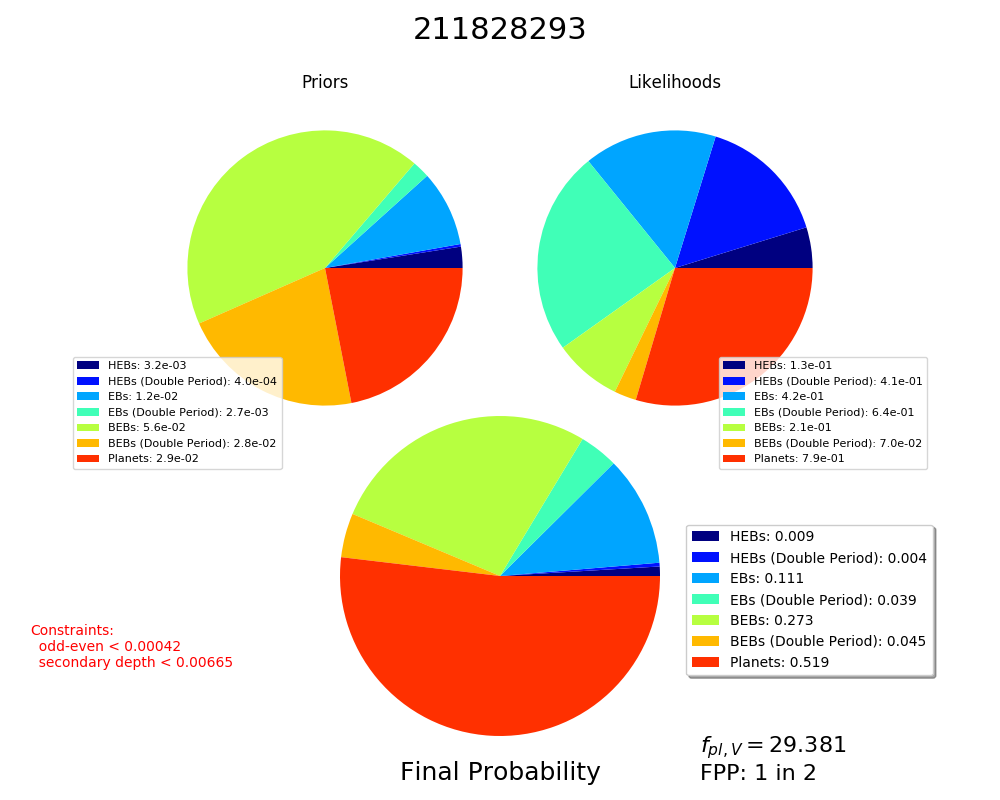 211828293
Priors
Likelihoods
HEBs: 3.2e-03
HEBs (Double Period): 4.0e-04
EBs: 1.2e-02
EBs (Double Period): 2.7e-03
BEBs: 5.6e-02
BEBs (Double Period): 2.8e-02
Planets: 2.9e-02
HEBs: 1.3e-01
HEBs (Double Period): 4.1e-01
EBs: 4.2e-01
EBs (Double Period): 6.4e-01
BEBs: 2.1e-01
BEBs (Double Period): 7.0e-02
Planets: 7.9e-01
HEBs: 0.009
HEBs (Double Period): 0.004
EBs: 0.111
EBs (Double Period): 0.039
BEBs: 0.273
BEBs (Double Period): 0.045
Planets: 0.519
Constraints:
odd-even < 0.00042
secondary depth < 0.00665
f_{pl,V} = 29.381
FPP: 1 in 2
Final Probability